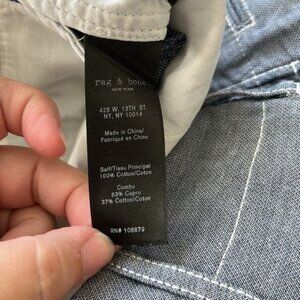 rag & bone
NEW YORK
425 W. 13TH ST.
NY, NY 10014
Made in China/
Fabriqué en Chine
Self/Tissu Principal
100% Cotton/Coton
Combo
63% Cupro
37% Cotton/Coton
RN# 108879